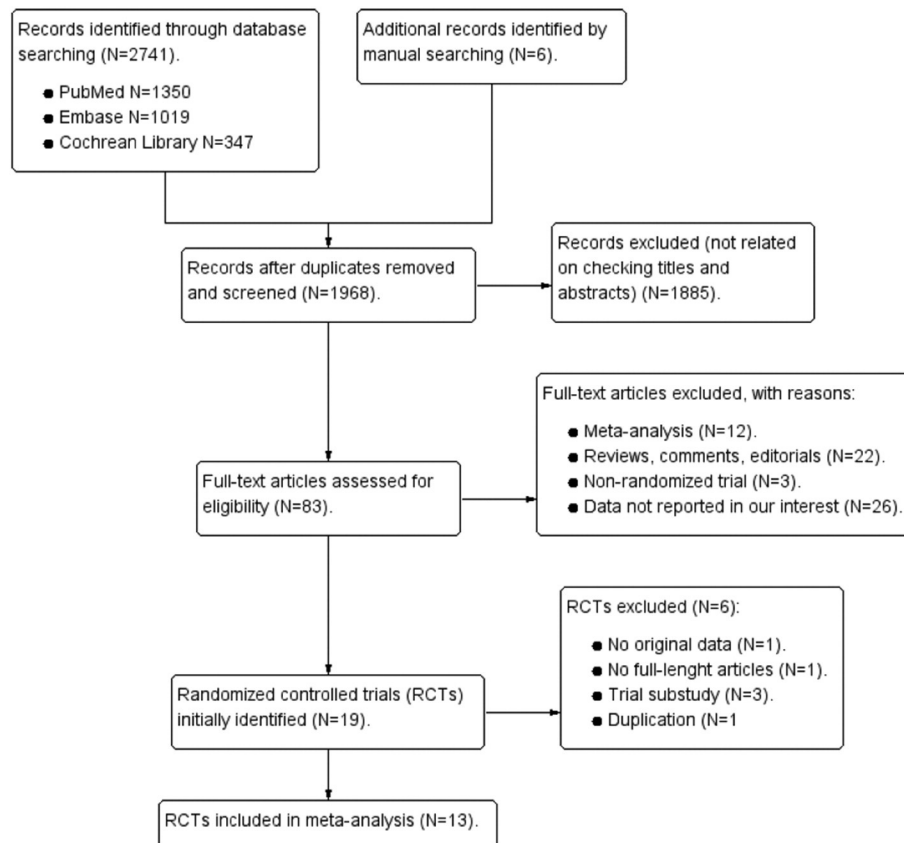 Records identified through database
searching (N=2741).
● PubMed N=1350
● Embase N=1019
● Cochrean Library N=347
Additional records identified by
manual searching (N=6).
Records after duplicates removed
and screened (N=1968).
Records excluded (not related
on checking titles and
abstracts) (N=1885).
Full-text articles excluded, with reasons:
● Meta-analysis (N=12).
● Reviews, comments, editorials (N=22).
● Non-randomized trial (N=3).
● Data not reported in our interest (N=26).
Full-text articles assessed for
eligibility (N=83).
RCTs excluded (N=6):
● No original data (N=1).
● No full-lenght articles (N=1).
● Trial substudy (N=3).
● Duplication (N=1
Randomized controlled trials (RCTs)
initially identified (N=19).
RCTs included in meta-analysis (N=13).